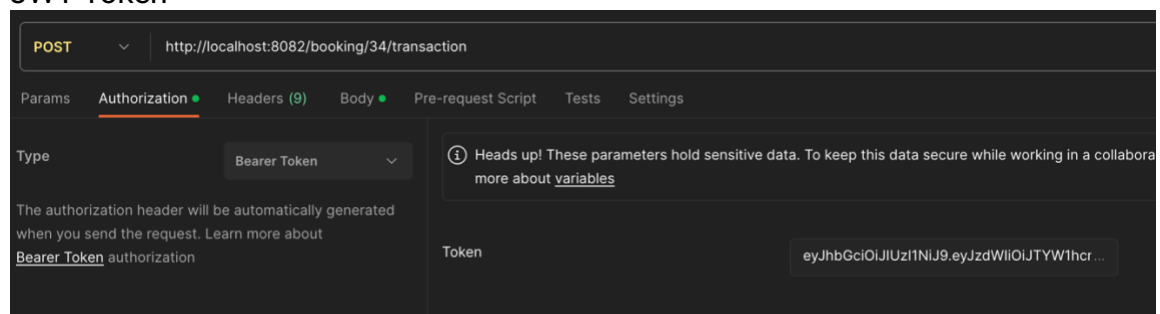 POST http://localhost:8082/booking/34/transaction
Params Authorization Headers (9) Body Pre-request Script Tests Settings
Type
Bearer Token
The authorization header will be automatically generated
when you send the request. Learn more about
Bearer Token authorization
Heads up! These parameters hold sensitive data. To keep this data secure while working in a collabora
more about variables
Token
eyJhbGciOiJIUzI1NiJ9.eyJzdWIiOiJTYW1hcr...